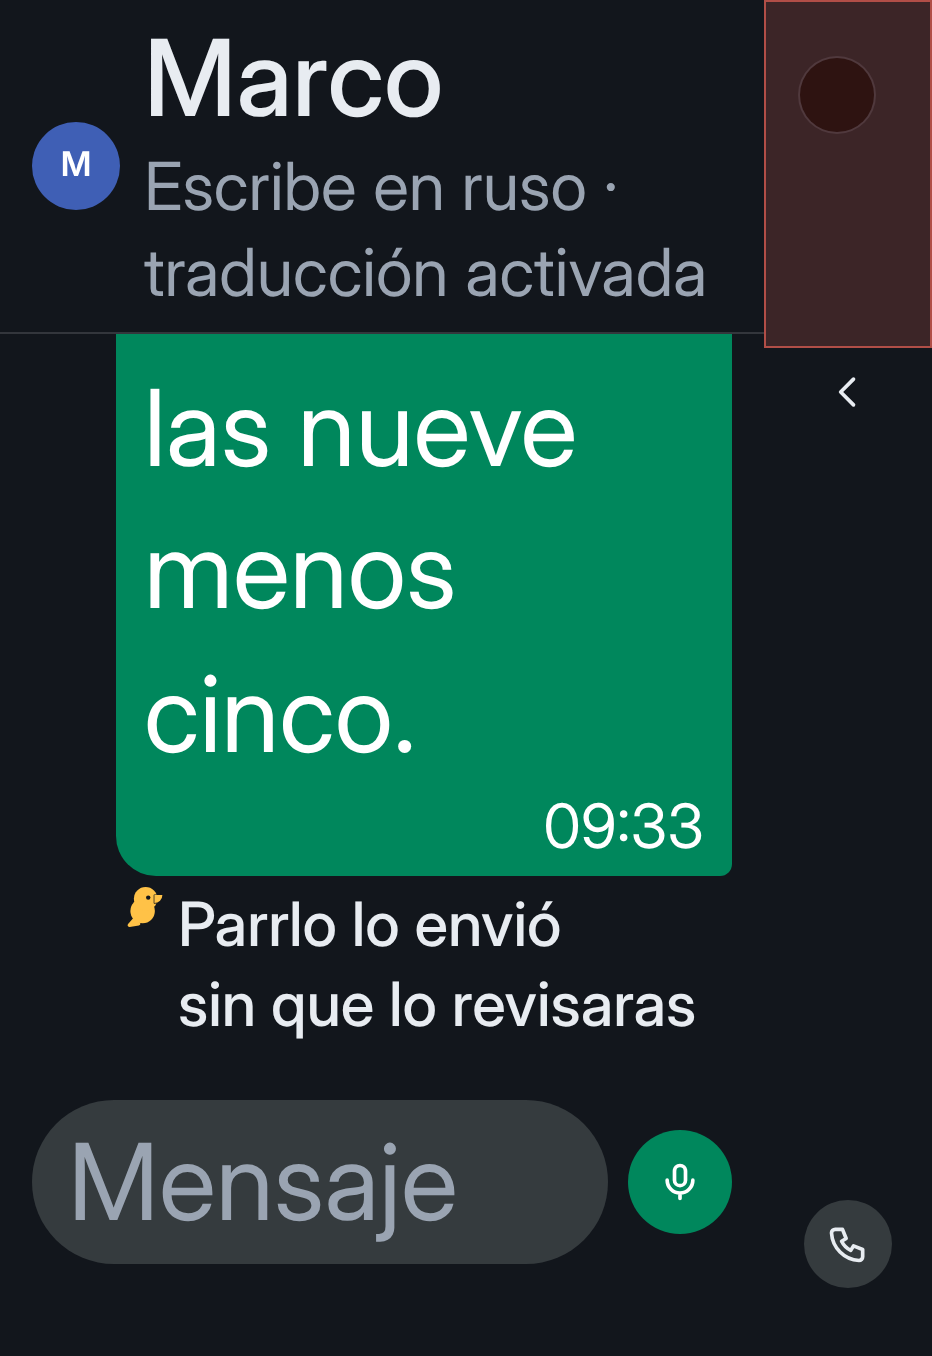 Marco
M
Escribe en ruso ·
traducción activada
las nueve
menos
cinco.
09:33
Parrlo lo envió
sin que lo revisaras
Mensaje